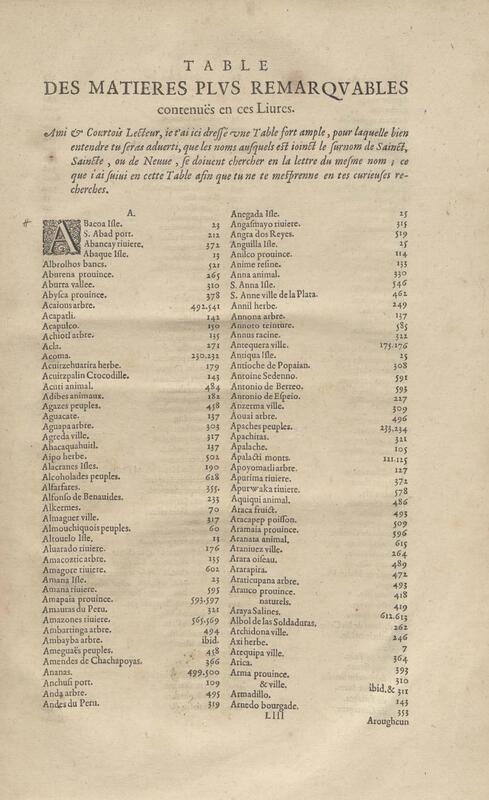 TABLE
DES MATIERES PLVS REMARQVABLES
contenuës en ces Liures.
Ami & Courtois Lecteur, ie t'ai ici dressé vne Table fort ample, pour laquelle bien
entendre tu seras adverti, que les noms ausquels est ioinct le surnom de Sainct,
Saincte, ou de Neuue, se doiuent chercher en la lettre du mesme nom ; ce
que i'ai suiui en cette Table afin que tu ne te mesprenne en tes curieuses re-
cherches.
A.
ABacoa Isle. 23
S. Abad port. 212
Abancay riuiere, 372
Abaque Isle. 13
Albrolhos bancs. 521
Aburena prouince. 265
Aburra vallee. 310
Abysca prouince. 378
Acaions arbre. 492.541
Acapatli. 142
Acapulco. 150
Achiotl arbre. 135
Acla. 271
Acoma. 230.232
Acuitzehuarira herbe. 179
Acuitzpalin Crocodille. 143
Acuti animal. 484
Adibes animaux. 182
Agazes peuples. 458
Aguacate. 137
Aguapa arbre. 303
Agreda ville. 317
Ahacaquahuitl. 137
Aipo herbe. 502
Alacranes Isles. 190
Alcoholades peuples. 628
Alfarfares. 355.
Alfonso de Benauides. 233
Alkermes. 70
Almaguer ville. 317
Almouchiquois peuples. 60
Altouelo Isle. 13
Aluarado riuiere. 176
Amacoztic arbre. 135
Amagore riuiere. 602
Amana Isle. 23
Amana riuiere. 595
Amapaia prouince. 593.597
Amautas du Peru. 321
Amazones riuiere. 565.569
Ambartinga arbre. 494
Ambayba arbre. ibid.
Ameguaës peuples. 458
Amendes de Chachapoyas. 366
Ananas. 499.500
Anchusi port. 109
Anda arbre. 495
Andes du Peru. 319
Anegada Isle. 25
Angasmayo riuiere. 315
Angra dos Reyes. 519
Anguilla Isle. 25
Anilco prouince. 114
Anime resine. 133
Anna animal. 330
S. Anna Isle. 546
S. Anne ville de la Plata. 462
Annil herbe. 249
Annona arbre. 137
Annoto teinture. 585
Annus racine. 322
Antequera ville. 175.176
Antiqua Isle. 25
Antioche de Popaian. 308
Antoine Sedenno. 591
Antonio de Berreo. 593
Antonio de Espeio. 227
Anzerma ville. 309
Aouai arbre. 496
Apaches peuples. 233.234
Apachitas. 321
Apalache. 105
Apalacti monts. 121.125
Apoyomatli arbre. 127
Apurima riuiere. 372
Apurwaka riuiere. 578
Aquiqui animal. 486
Araca fruict. 493
Aracapep poisson. 509
Aramaia prouince. 596
Aranata animal. 615
Araniuez ville. 264
Arara oiseau. 489
Ararapira. 472
Araticupana arbre. 493
Arauco prouince. 418
naturels. 419
Araya Salines. 612.613
Albol de las Soldaduras. 262
Archidona ville. 246
Axi herbe. 7
Arequipa ville. 364
Arica. 393
Arma prouince. 310
& ville. ibid.& 311
Armadillo. 143
Arnedo bourgade. 353
LIII
Aroughcun